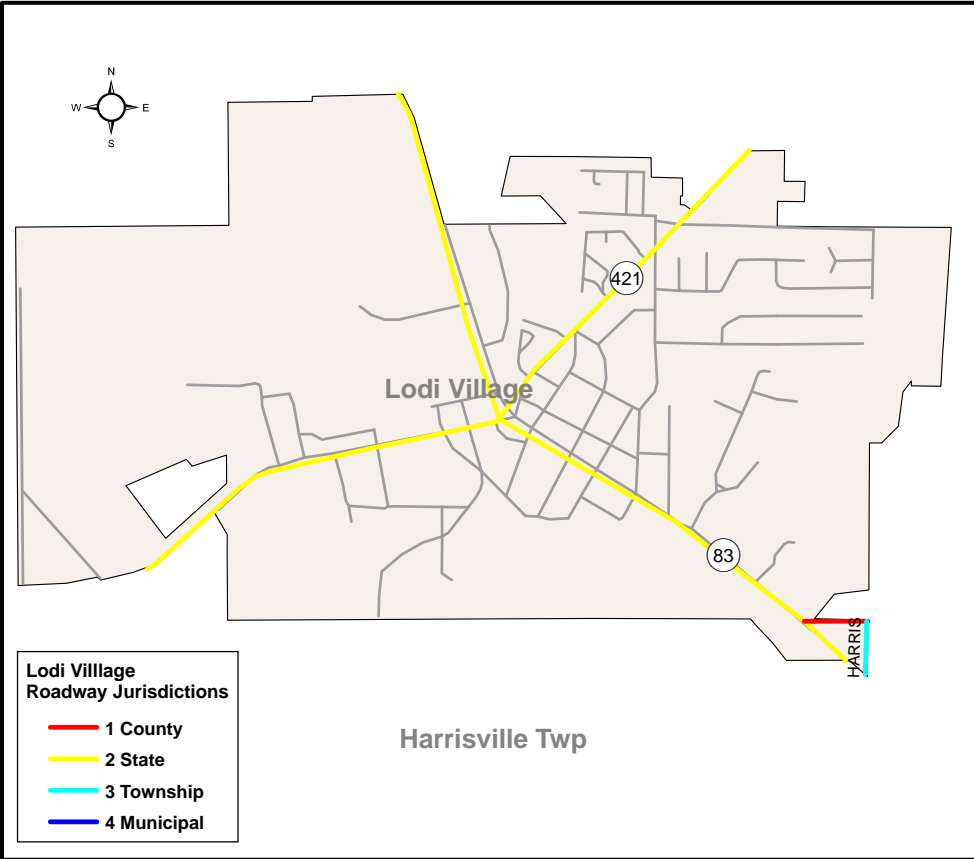 N
W E
S
421
Lodi Village
83
HARRIS
Lodi Villlage
Roadway Jurisdictions
1 County
2 State
3 Township
4 Municipal
Harrisville Twp